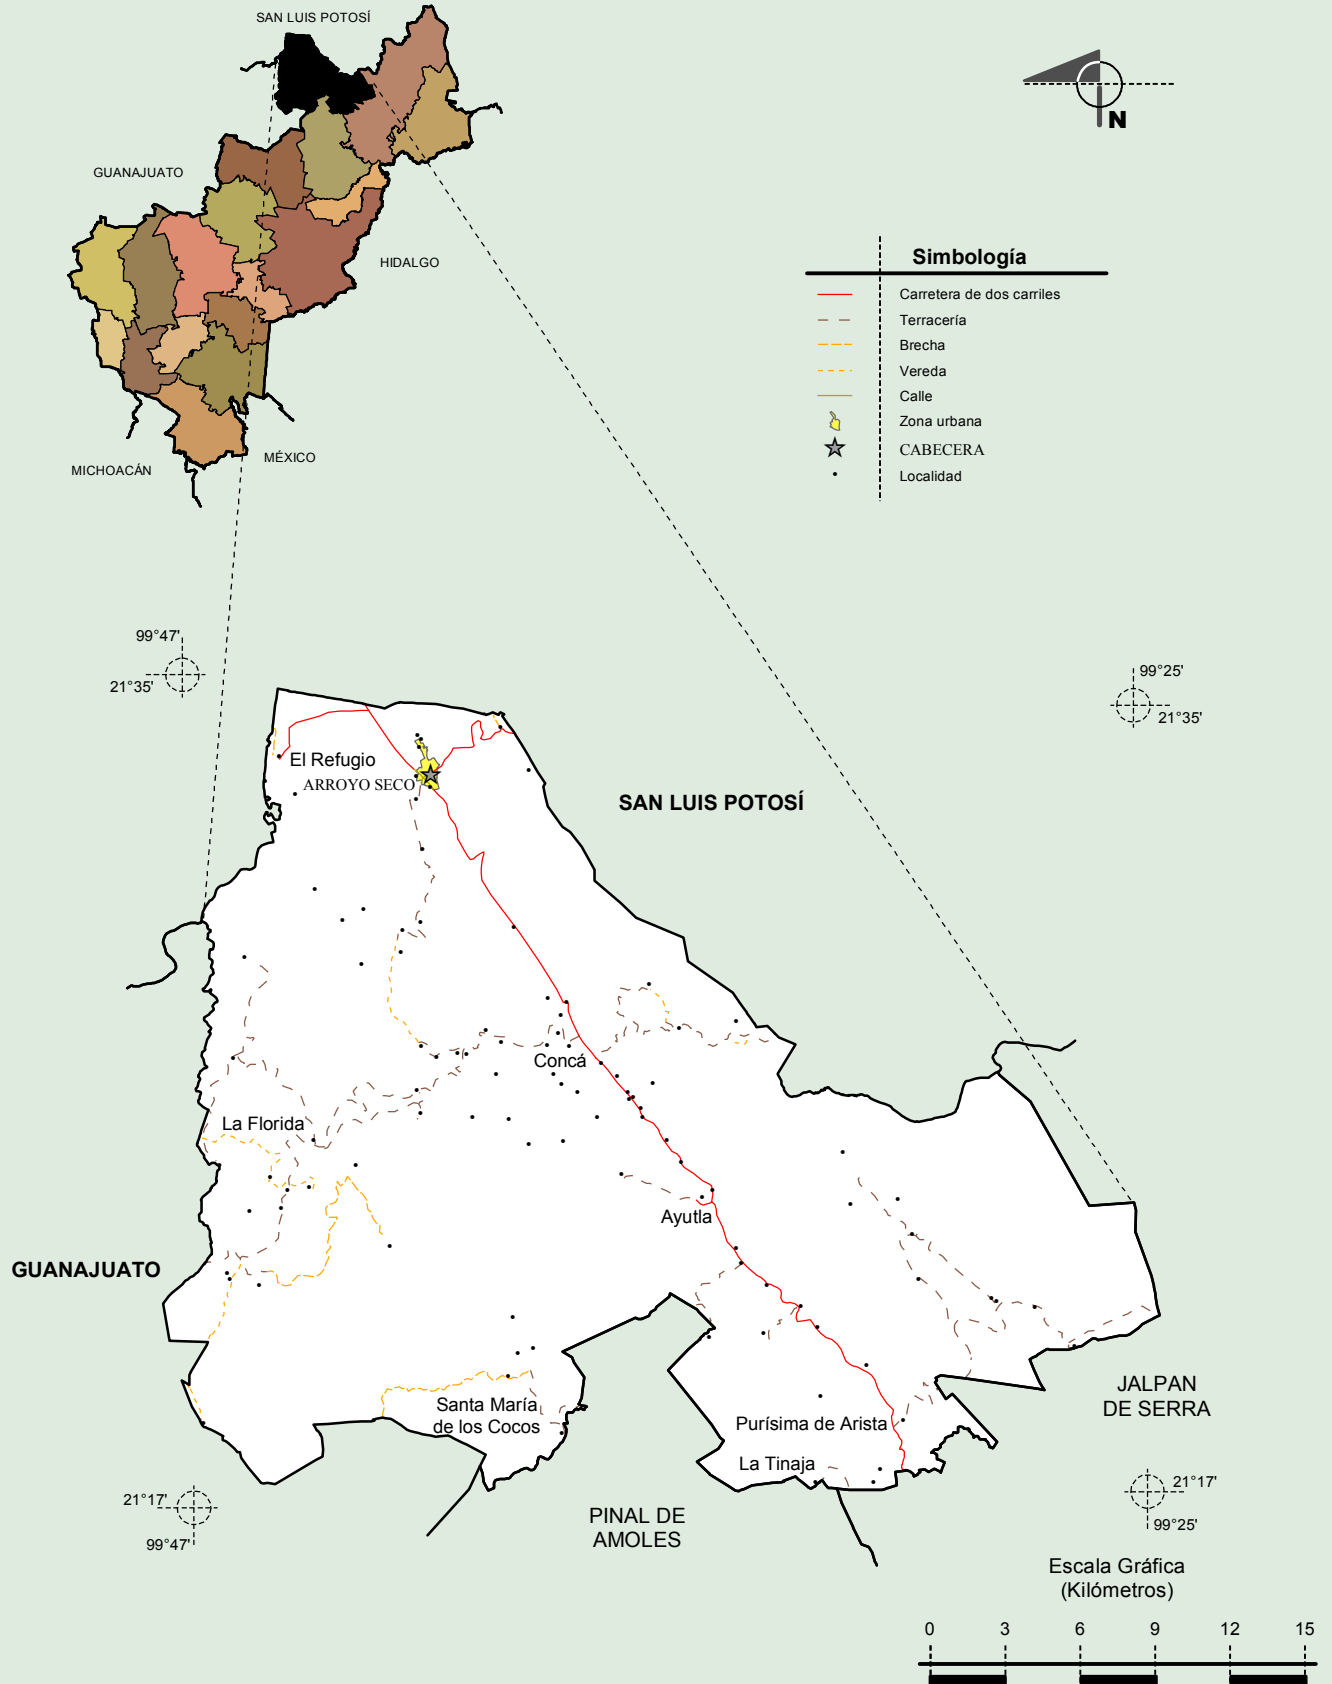 SAN LUIS POTOSÍ
GUANAJUATO
HIDALGO
MÉXICO
MICHOACÁN
N
Simbología
Carretera de dos carriles
Terracería
Brecha
Vereda
Calle
Zona urbana
CABECERA
Localidad
99°47'
21°35'
99°25'
21°35'
El Refugio
ARROYO SECO
SAN LUIS POTOSÍ
Concá
La Florida
Ayutla
GUANAJUATO
Santa María
de los Cocos
Purísima de Arista
La Tinaja
JALPAN
DE SERRA
PINAL DE
AMOLES
21°17'
99°47'
21°17'
99°25'
Escala Gráfica
(Kilómetros)
0 3 6 9 12 15